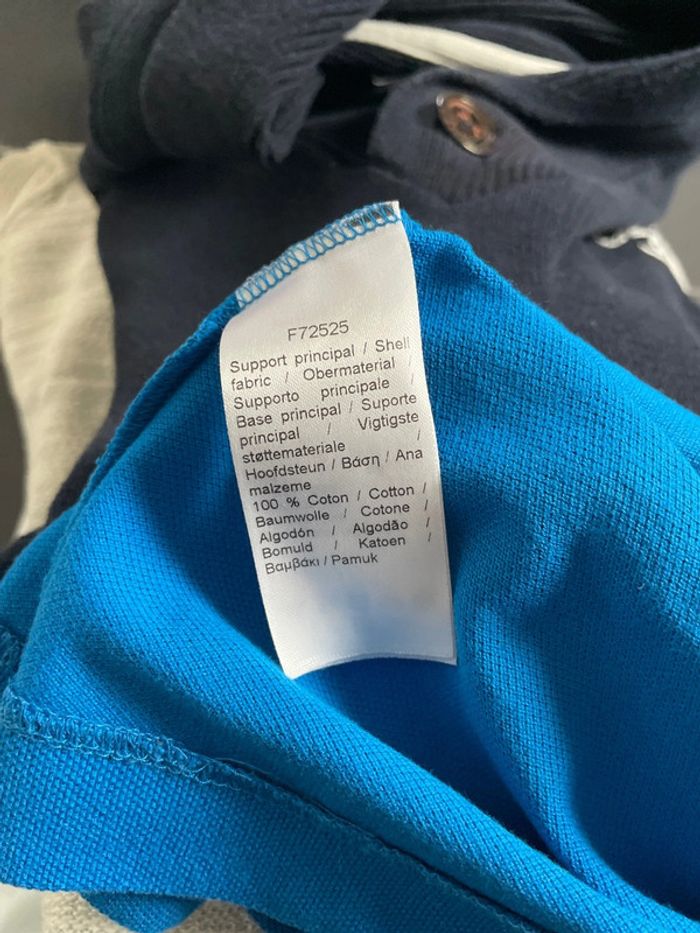 F72525
Support principal / Shell
fabric / Obermaterial /
Supporto principale /
Base principal / Suporte
principal / Vigtigste
støttemateriale /
Hoofdsteun / Βάση / Ana
malzeme
100 % Coton / Cotton /
Baumwolle / Cotone /
Algodón / Algodão /
Bomuld / Katoen /
Βαμβάκι / Pamuk